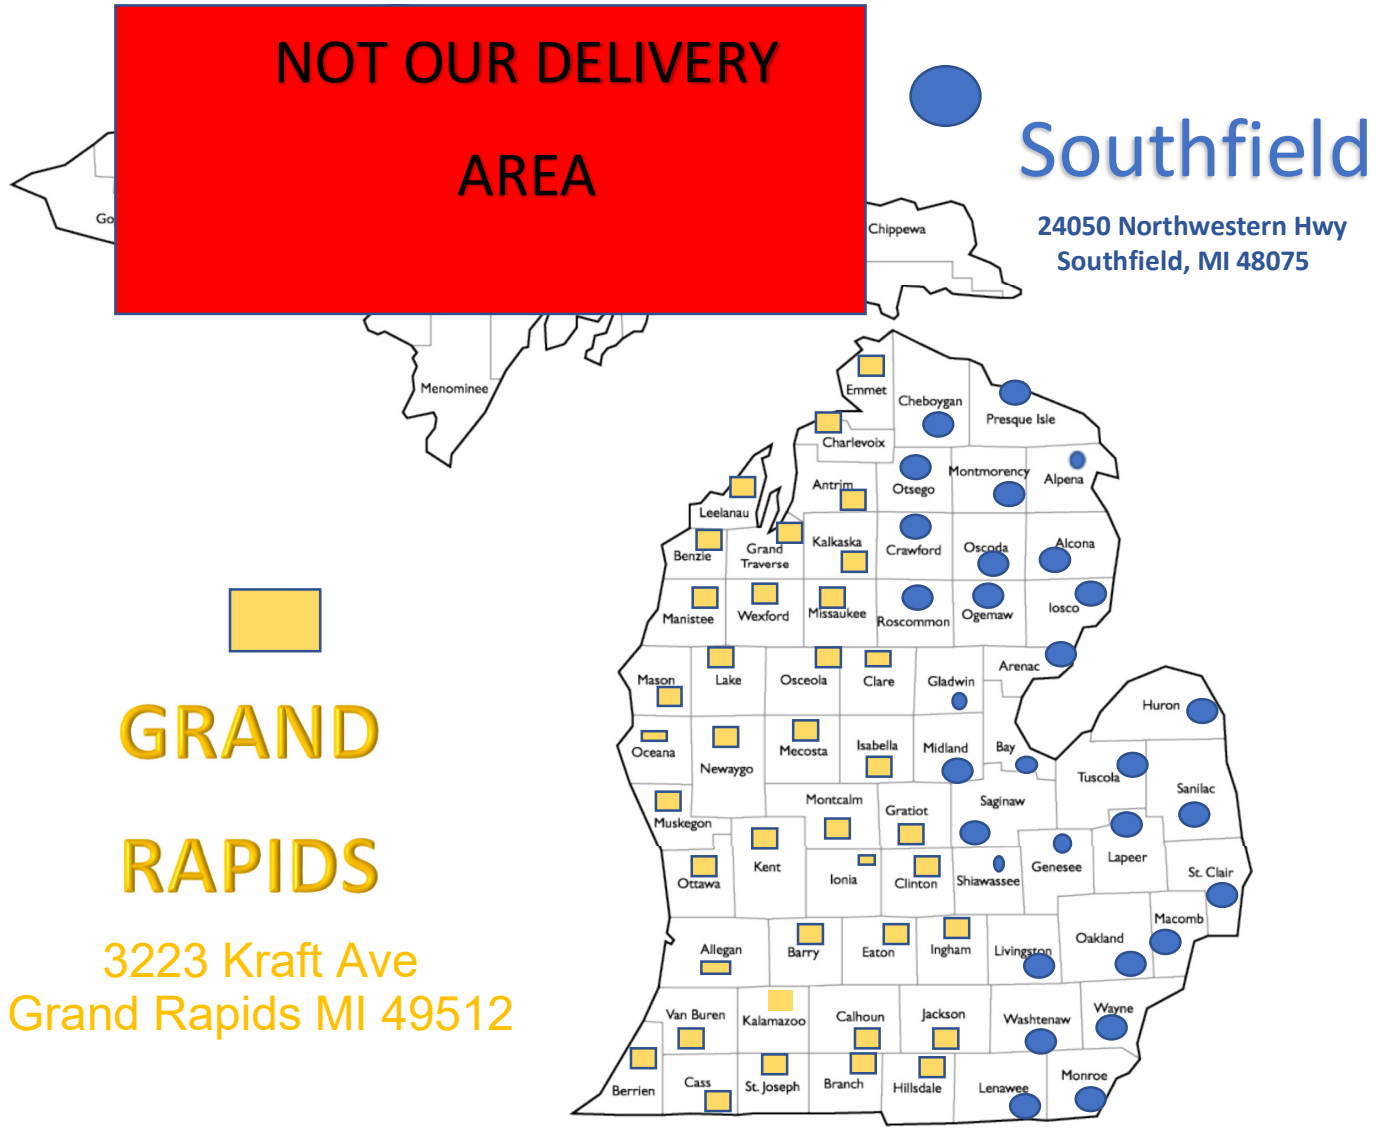 NOT OUR DELIVERY
AREA
Southfield
24050 Northwestern Hwy
Southfield, MI 48075
Go
Chippewa
Menominee
Emmet
Cheboygan
Presque Isle
Charlevoix
Antrim
Otsego
Montmorency
Alpena
Leelanau
Benzie
Grand
Traverse
Kalkaska
Crawford
Oscoda
Alcona
Manistee
Wexford
Missaukee
Roscommon
Ogemaw
Iosco
Mason
Lake
Osceola
Clare
Gladwin
Arenac
Huron
Oceana
Newaygo
Mecosta
Isabella
Midland
Bay
Tuscola
Sanilac
Muskegon
Montcalm
Gratiot
Saginaw
Ottawa
Kent
Ionia
Clinton
Shiawassee
Genesee
Lapeer
St. Clair
Allegan
Barry
Eaton
Ingham
Livingston
Oakland
Macomb
Van Buren
Kalamazoo
Calhoun
Jackson
Washtenaw
Wayne
Berrien
Cass
St. Joseph
Branch
Hillsdale
Lenawee
Monroe
GRAND
RAPIDS
3223 Kraft Ave
Grand Rapids MI 49512